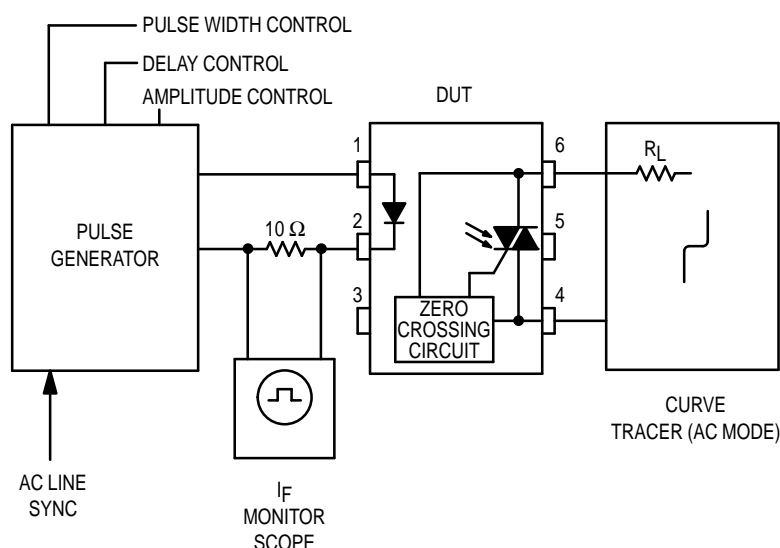 PULSE WIDTH CONTROL
DELAY CONTROL
AMPLITUDE CONTROL
DUT
PULSE
GENERATOR
10 Ω
1
2
3
6
5
4
ZERO
CROSSING
CIRCUIT
RL
CURVE
TRACER (AC MODE)
AC LINE
SYNC
IF
MONITOR
SCOPE